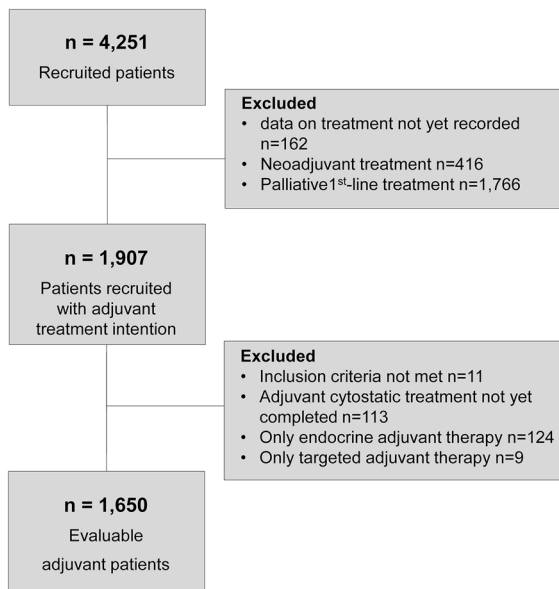 n = 4,251
Recruited patients
Excluded
• data on treatment not yet recorded
n=162
• Neoadjuvant treatment n=416
• Palliative1st-line treatment n=1,766
n = 1,907
Patients recruited
with adjuvant
treatment intention
Excluded
• Inclusion criteria not met n=11
• Adjuvant cytostatic treatment not yet
completed n=113
• Only endocrine adjuvant therapy n=124
• Only targeted adjuvant therapy n=9
n = 1,650
Evaluable
adjuvant patients